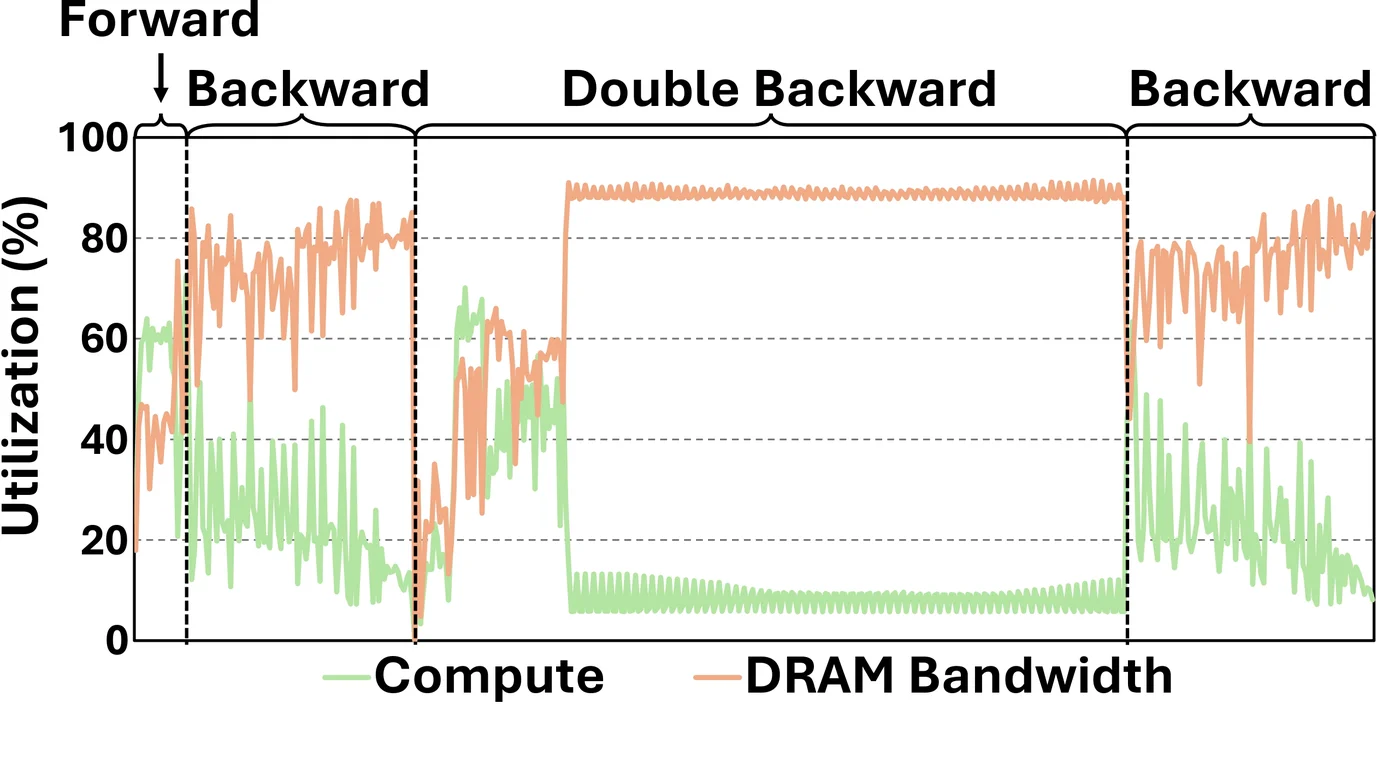 Forward
Backward
Double Backward
Backward
Utilization (%)
100
80
60
40
20
0
Compute
DRAM Bandwidth